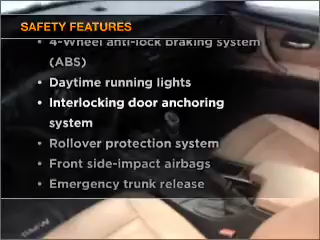 SAFETY FEATURES
• 4-Wheel anti-lock braking system
(ABS)
• Daytime running lights
• Interlocking door anchoring
system
• Rollover protection system
• Front side-impact airbags
• Emergency trunk release